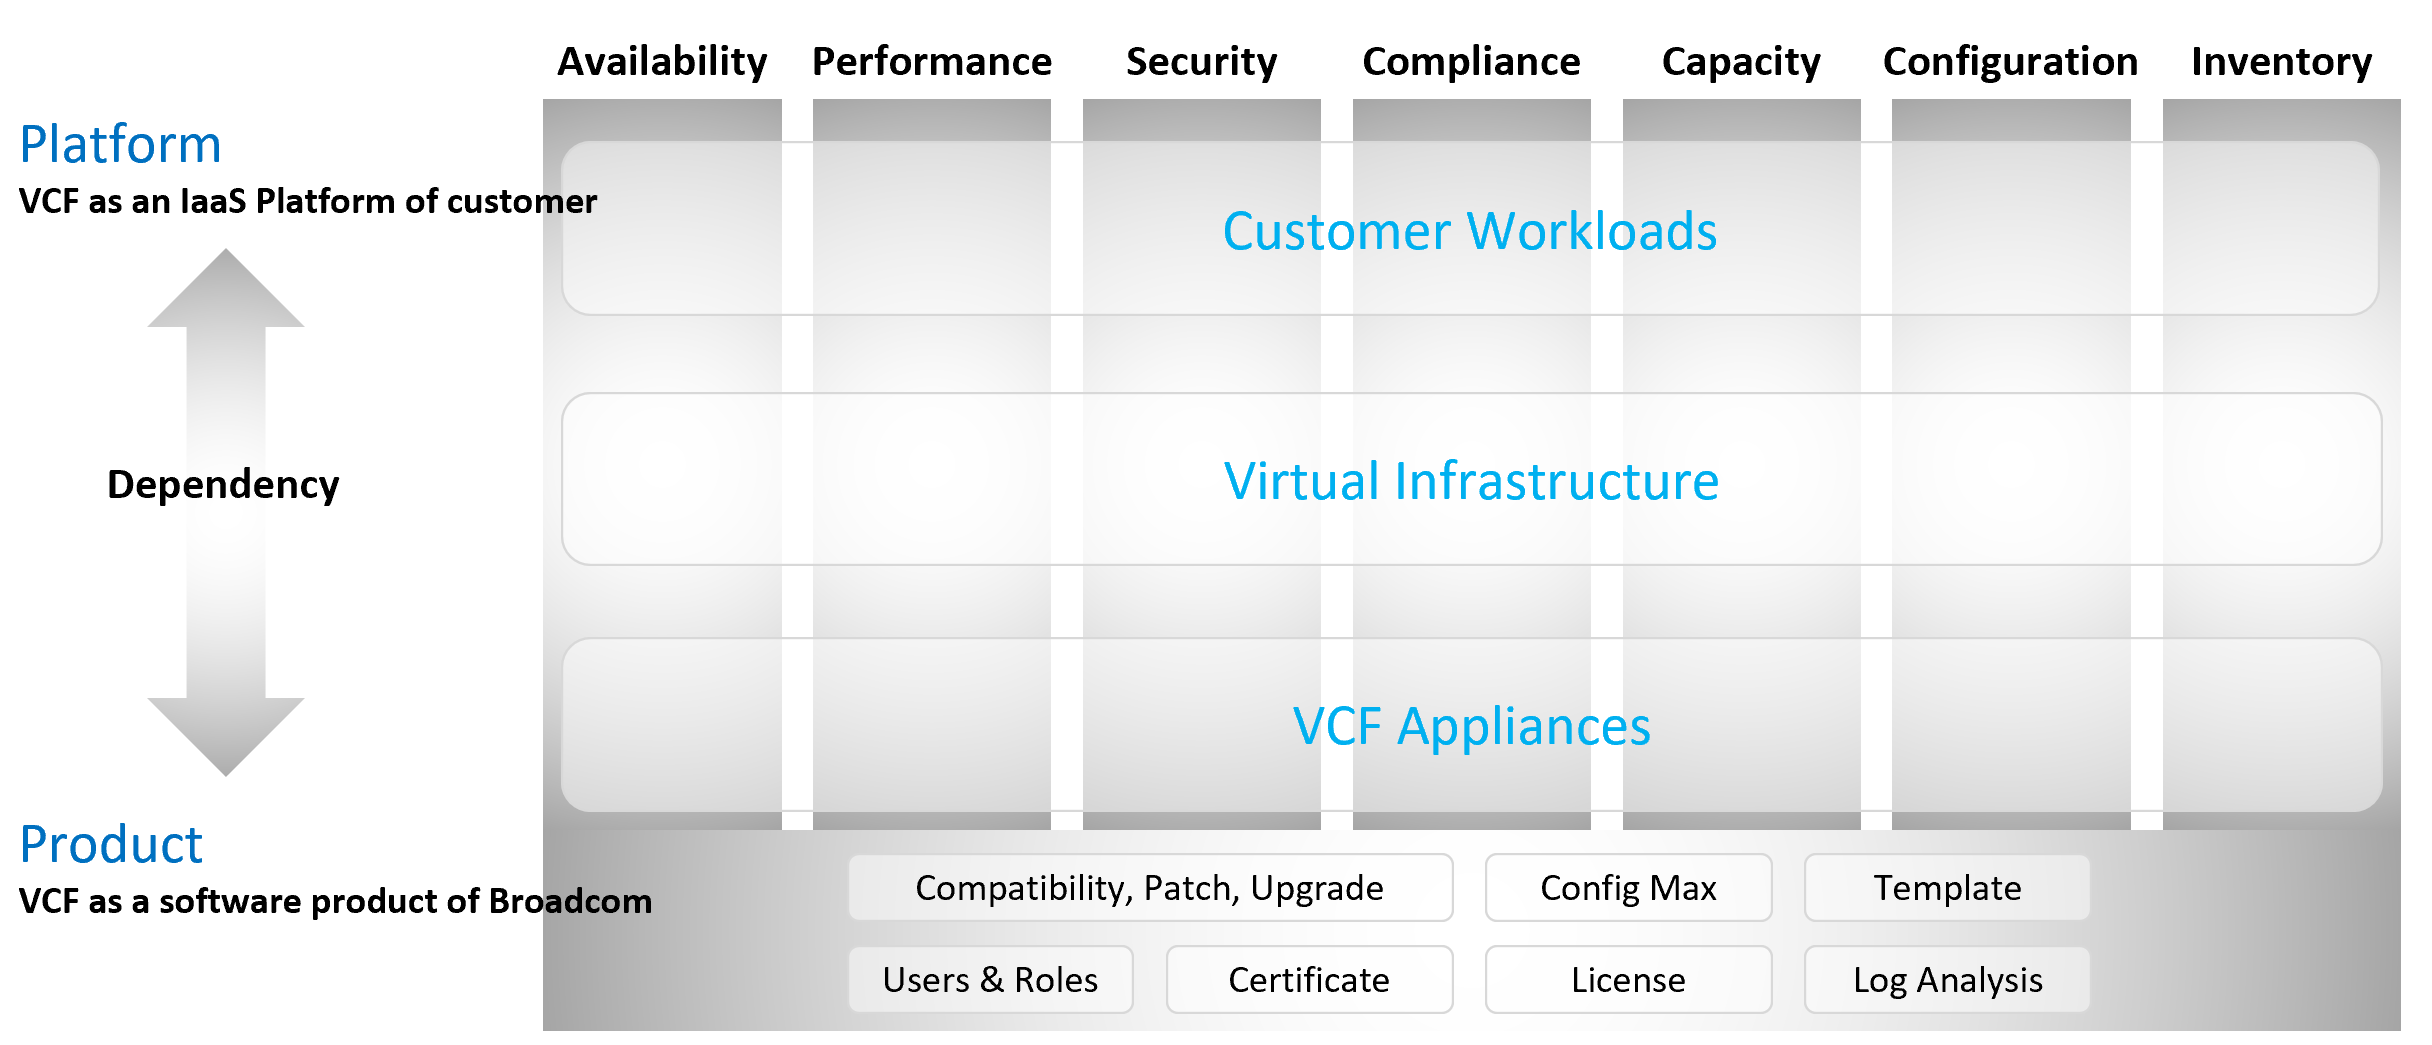 Availability Performance Security Compliance Capacity Configuration Inventory
Platform
VCF as an IaaS Platform of customer
Customer Workloads
Dependency
Virtual Infrastructure
VCF Appliances
Product
VCF as a software product of Broadcom
Compatibility, Patch, Upgrade Config Max Template
Users & Roles Certificate License Log Analysis